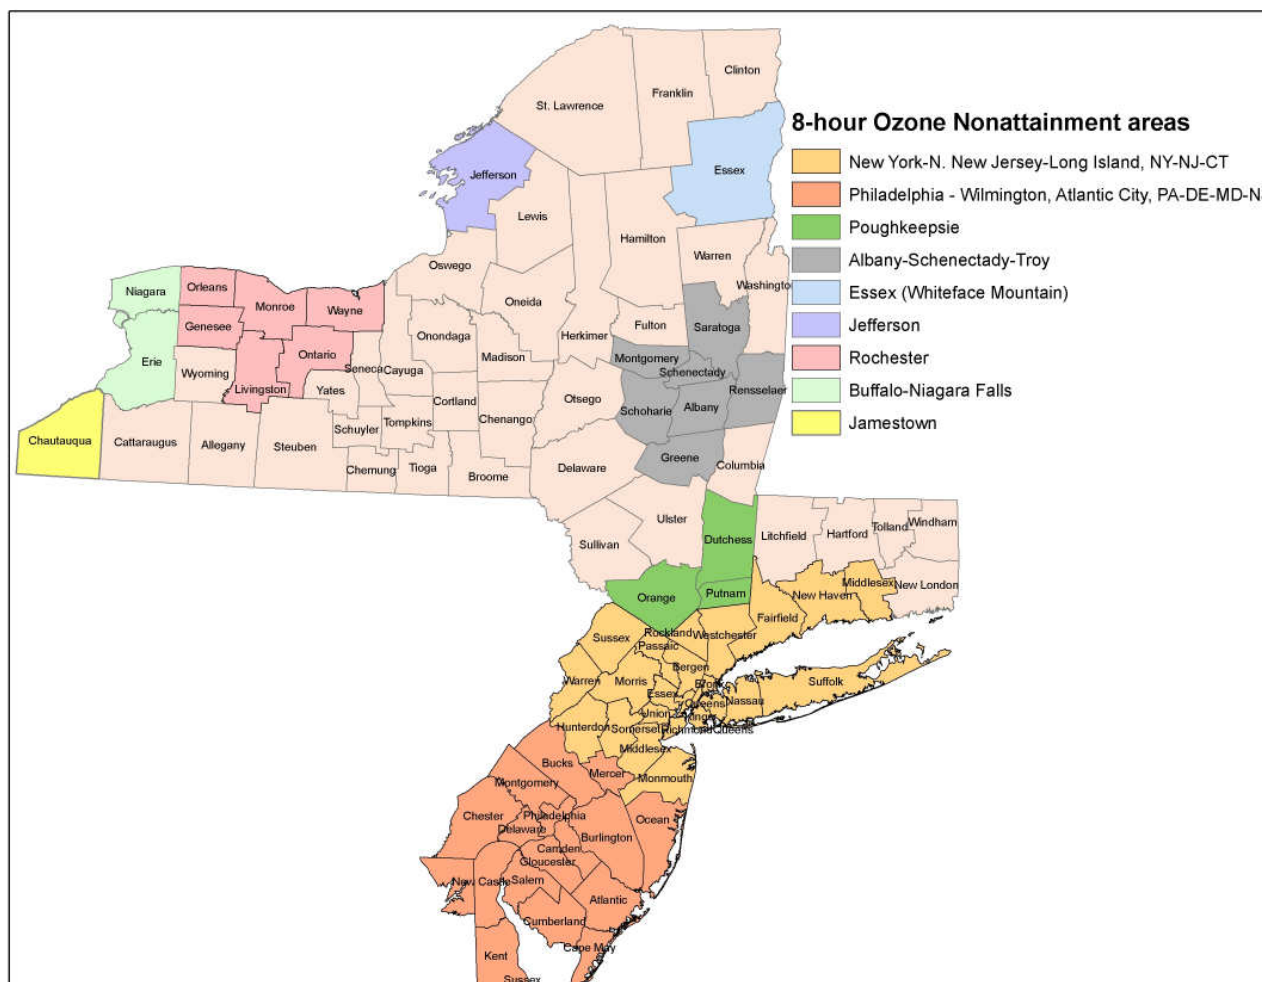 Clinton
Franklin
St. Lawrence
8-hour Ozone Nonattainment areas
New York-N. New Jersey-Long Island, NY-NJ-CT
Philadelphia - Wilmington, Atlantic City, PA-DE-MD-N
Poughkeepsie
Albany-Schenectady-Troy
Essex (Whiteface Mountain)
Jefferson
Rochester
Buffalo-Niagara Falls
Jamestown
Essex
Jefferson
Lewis
Hamilton
Warren
Oswego
Washingto
Niagara
Orleans
Monroe
Wayne
Oneida
Genesee
Fulton
Saratoga
Onondaga
Herkimer
Madison
Montgomery
Erie
Ontario
Wyoming
Seneca
Cayuga
Schenectady
Livingston
Yates
Rensselaer
Cortland
Otsego
Schoharie
Albany
Chenango
Tompkins
Schuyler
Chautauqua
Cattaraugus
Allegany
Steuben
Greene
Columbia
Chemung
Tioga
Delaware
Broome
Ulster
Sullivan
Dutchess
Litchfield
Hartford
Tolland
Windham
Orange
Putnam
New Haven
Middlesex
New London
Fairfield
Sussex
Rockland
Westchester
Passaic
Bergen
Warren
Morris
Essex
Suffolk
Queens
Nassau
Union
Hunterdon
Somerset
Richmond
Queens
Middlesex
Bucks
Mercer
Monmouth
Montgomery
Chester
Philadelphia
Delaware
Ocean
Burlington
Camden
Gloucester
New Castle
Salem
Atlantic
Cumberland
Cape May
Kent
Sussex